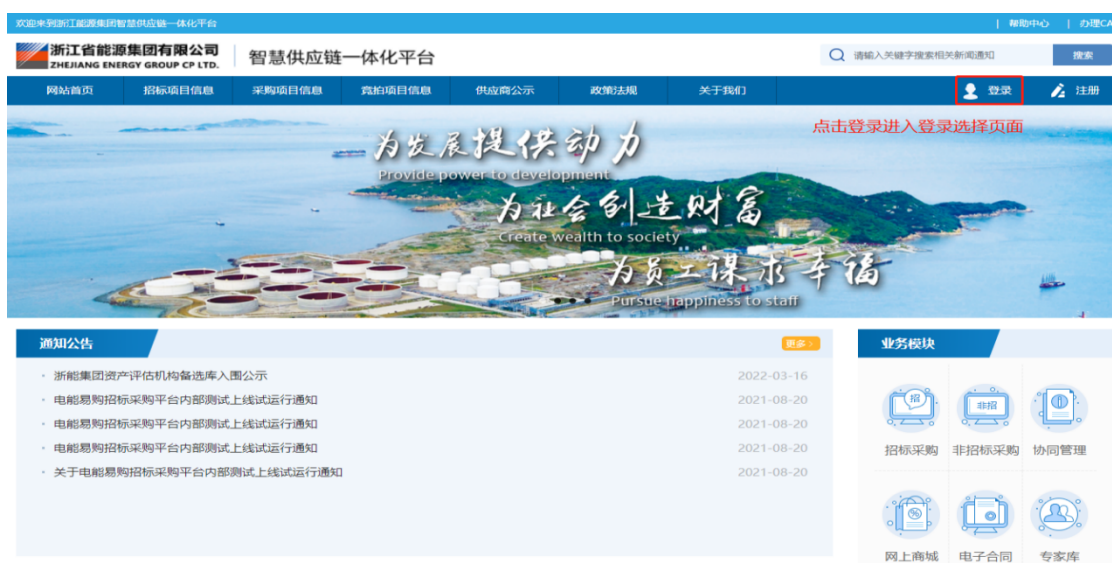 欢迎来到浙江能源集团智慧供应链一体化平台
帮助中心 | 办理CA
浙江省能源集团有限公司
ZHEJIANG ENERGY GROUP CP LTD.
智慧供应链一体化平台
请输入关键字搜索相关新闻通知
搜索
网站首页 招标项目信息 采购项目信息 竞拍项目信息 供应商公示 政策法规 关于我们 登录 注册
点击登录进入登录选择页面
为发展提供动力
Provide power to development
为社会创造财富
Create wealth to society
为员工谋求幸福
Pursue happiness to staff
通知公告
更多>
浙能集团资产评估机构备选库入围公示 2022-03-16
电能易购招标采购平台内部测试上线试运行通知 2021-08-20
电能易购招标采购平台内部测试上线试运行通知 2021-08-20
电能易购招标采购平台内部测试上线试运行通知 2021-08-20
关于电能易购招标采购平台内部测试上线试运行通知 2021-08-20
业务模块
招 非招
招标采购 非招标采购 协同管理
网上商城 电子合同 专家库